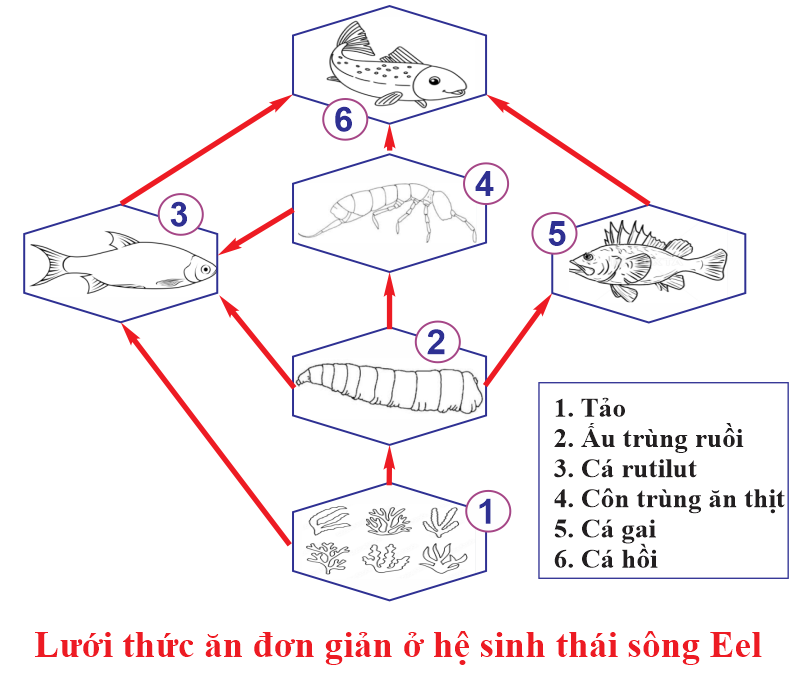 6
4
3
5
2
1
1. Tảo
2. Ấu trùng ruồi
3. Cá rutilut
4. Côn trùng ăn thịt
5. Cá gai
6. Cá hồi
Lưới thức ăn đơn giản ở hệ sinh thái sông Eel